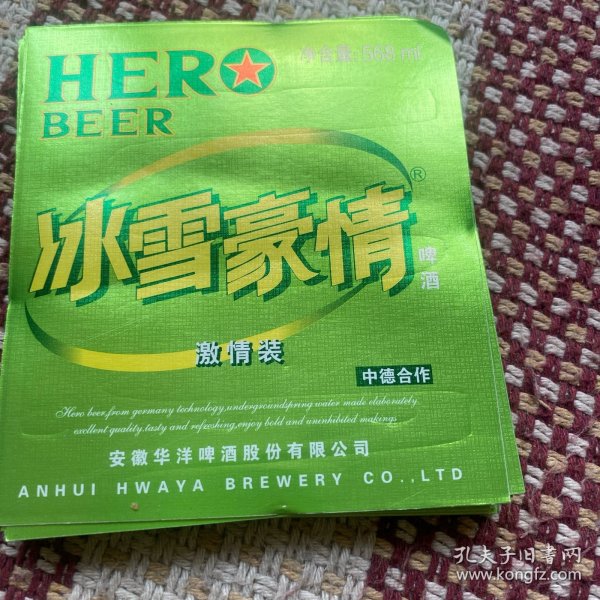 HERO
BEER
净含量:568 ml
冰雪豪情®
啤酒
激情装
中德合作
Hero beer,from germany technology,undergroundspring water made elaborutely
excllent quality.tasty and refreshing,enjoy bold and uninhibited makings
安徽华洋啤酒股份有限公司
ANHUI HWAYA BREWERY CO.,LTD
孔夫子旧书网
www.kongfz.com